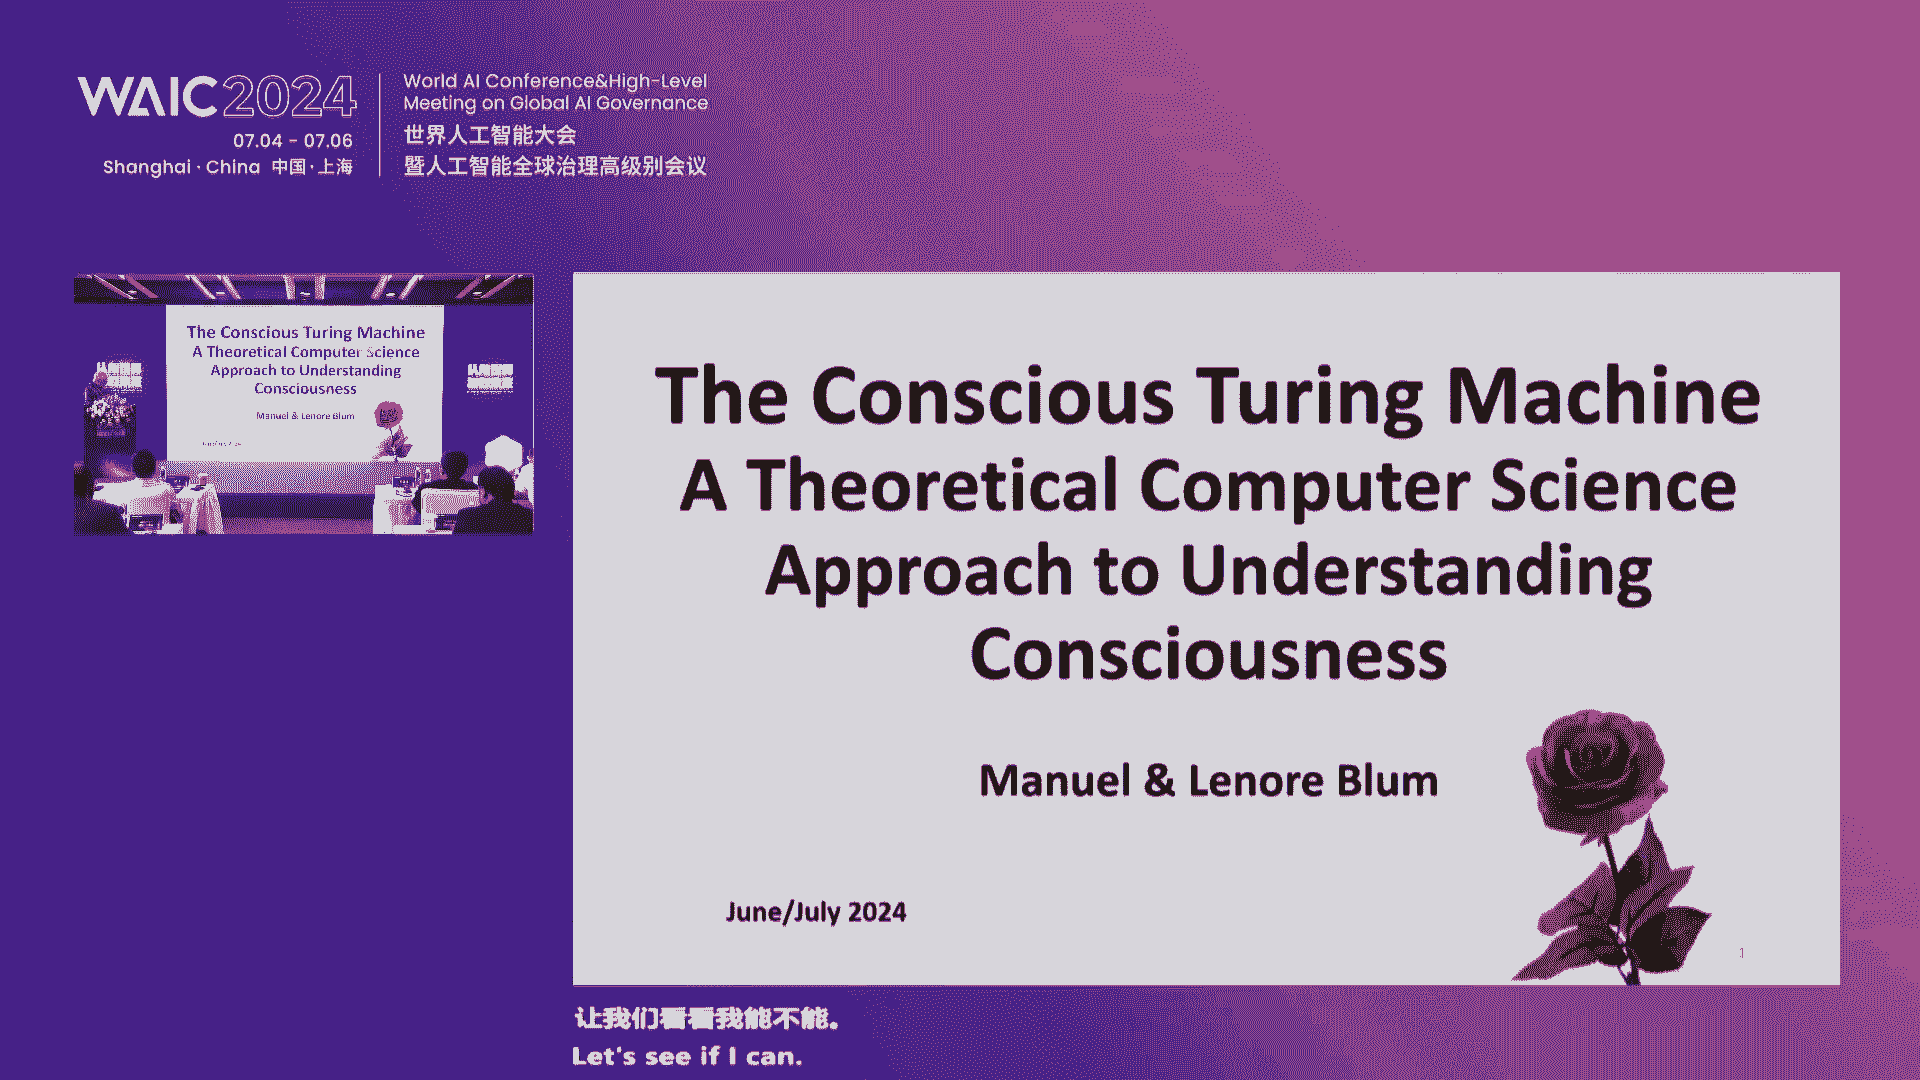 WAIC 2024
07.04 - 07.06
Shanghai · China 中国·上海
World AI Conference&High-Level
Meeting on Global AI Governance
世界人工智能大会
暨人工智能全球治理高级别会议
The Conscious Turing Machine
A Theoretical Computer Science
Approach to Understanding
Consciousness
Manuel & Lenore Blum
The Conscious Turing Machine
A Theoretical Computer Science
Approach to Understanding
Consciousness
Manuel & Lenore Blum
June/July 2024
1
让我们看看我能不能。
Let's see if I can.